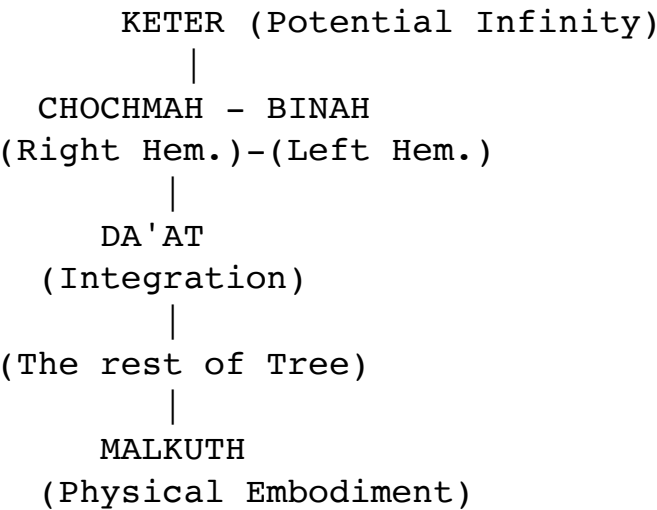 KETER (Potential Infinity)
|
CHOCHMAH – BINAH
(Right Hem.)–(Left Hem.)
|
DA'AT
(Integration)
|
(The rest of Tree)
|
MALKUTH
(Physical Embodiment)